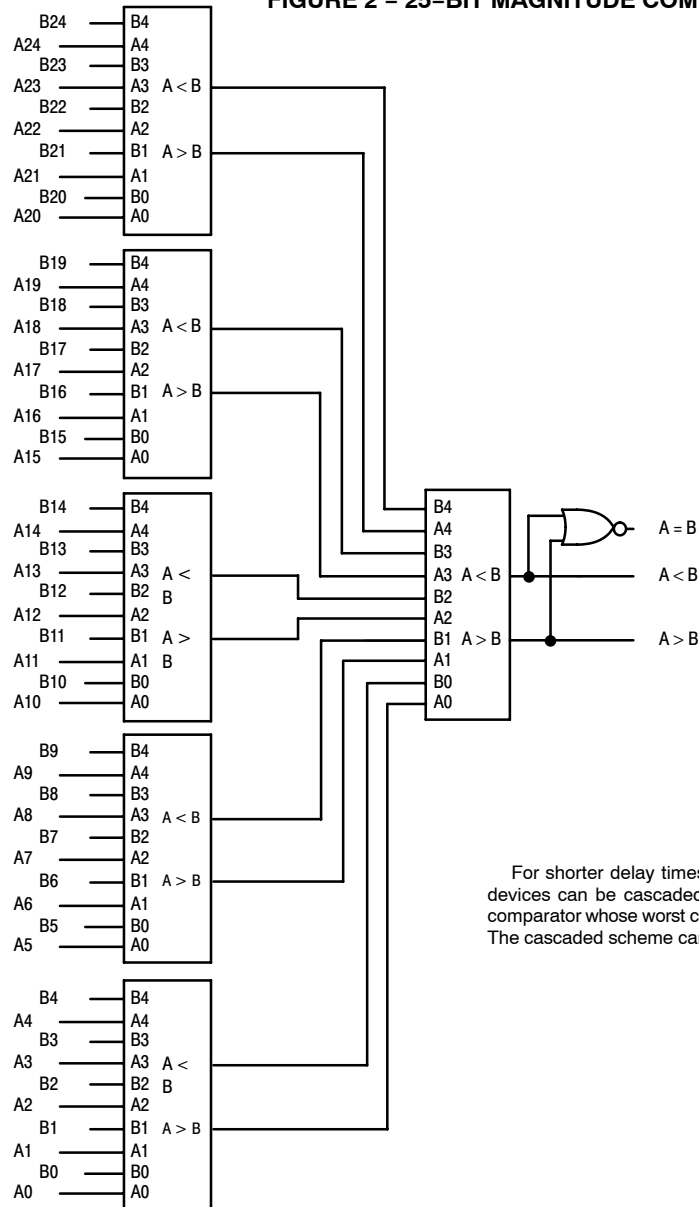 FIGURE 2 – 25–BIT MAGNITUDE COM
B24 B4
A24 A4
B23 B3
A23 A3 A < B
B22 B2
A22 A2
B21 B1 A > B
A21 A1
B20 B0
A20 A0
B19 B4
A19 A4
B18 B3
A18 A3 A < B
B17 B2
A17 A2
B16 B1 A > B
A16 A1
B15 B0
A15 A0
B14 B4
A14 A4
B13 B3
A13 A3 A <
B12 B2 B
A12 A2
B11 B1 A >
A11 A1 B
B10 B0
A10 A0
B9 B4
A9 A4
B8 B3
A8 A3 A < B
B7 B2
A7 A2
B6 B1 A > B
A6 A1
B5 B0
A5 A0
B4 B4
A4 A4
B3 B3
A3 A3 A <
B2 B2 B
A2 A2
B1 B1 A > B
A1 A1
B0 B0
A0 A0
B4
A4
B3
A3 A < B
B2
A2
B1 A > B
A1
B0
A0
A = B
A < B
A > B
For shorter delay times
devices can be cascaded
comparator whose worst c
The cascaded scheme car